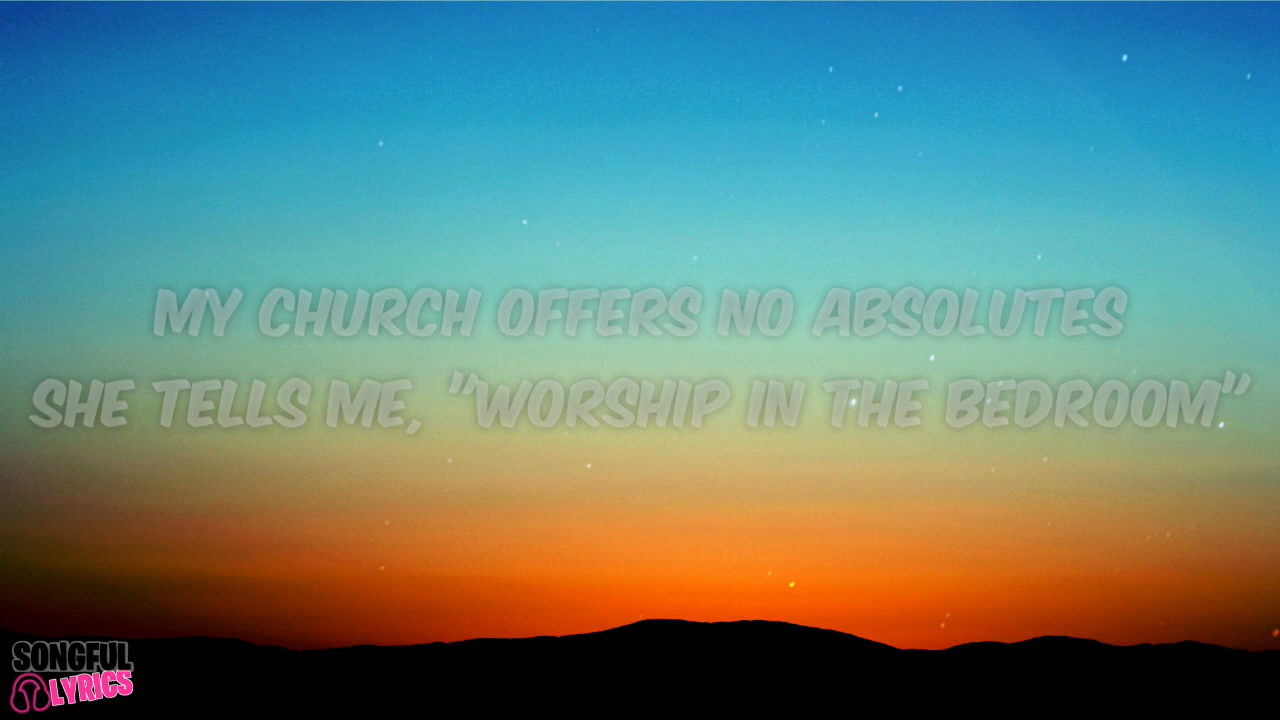 MY CHURCH OFFERS NO ABSOLUTES
SHE TELLS ME, "WORSHIP IN THE BEDROOM."
SONGFUL
LYRICS